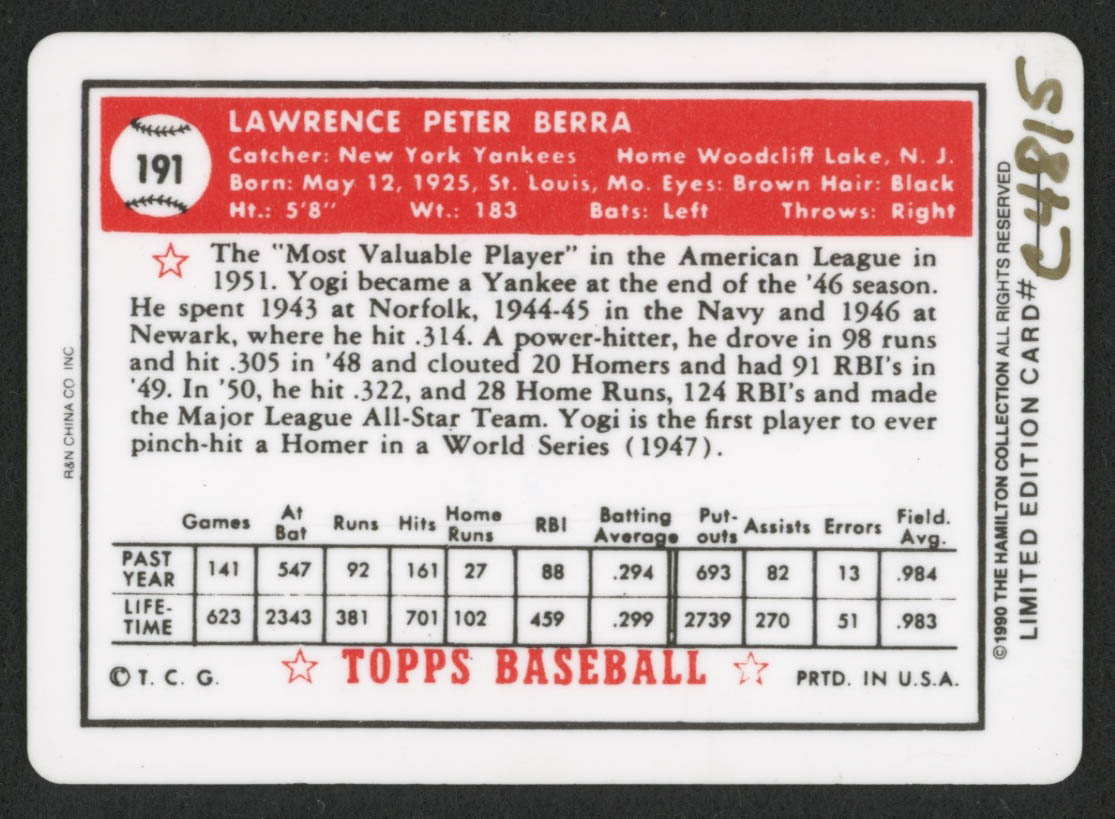 191
LAWRENCE PETER BERRA
Catcher: New York Yankees Home Woodcliff Lake, N. J.
Born: May 12, 1925, St. Louis, Mo. Eyes: Brown Hair: Black
Ht.: 5'8" Wt.: 183 Bats: Left Throws: Right
The "Most Valuable Player" in the American League in
1951. Yogi became a Yankee at the end of the '46 season.
He spent 1943 at Norfolk, 1944-45 in the Navy and 1946 at
Newark, where he hit .314. A power-hitter, he drove in 98 runs
and hit .305 in '48 and clouted 20 Homers and had 91 RBI's in
'49. In '50, he hit .322, and 28 Home Runs, 124 RBI's and made
the Major League All-Star Team. Yogi is the first player to ever
pinch-hit a Homer in a World Series (1947).
Games At Bat Runs Hits Home Runs RBI Batting Average Put-outs Assists Errors Field. Avg.
PAST YEAR 141 547 92 161 27 88 .294 693 82 13 .984
LIFE-TIME 623 2343 381 701 102 459 .299 2739 270 51 .983
© T. C. G. TOPPS BASEBALL PRTD. IN U.S.A.
R&N CHINA CO INC
©1990 THE HAMILTON COLLECTION ALL RIGHTS RESERVED
LIMITED EDITION CARD# C4815